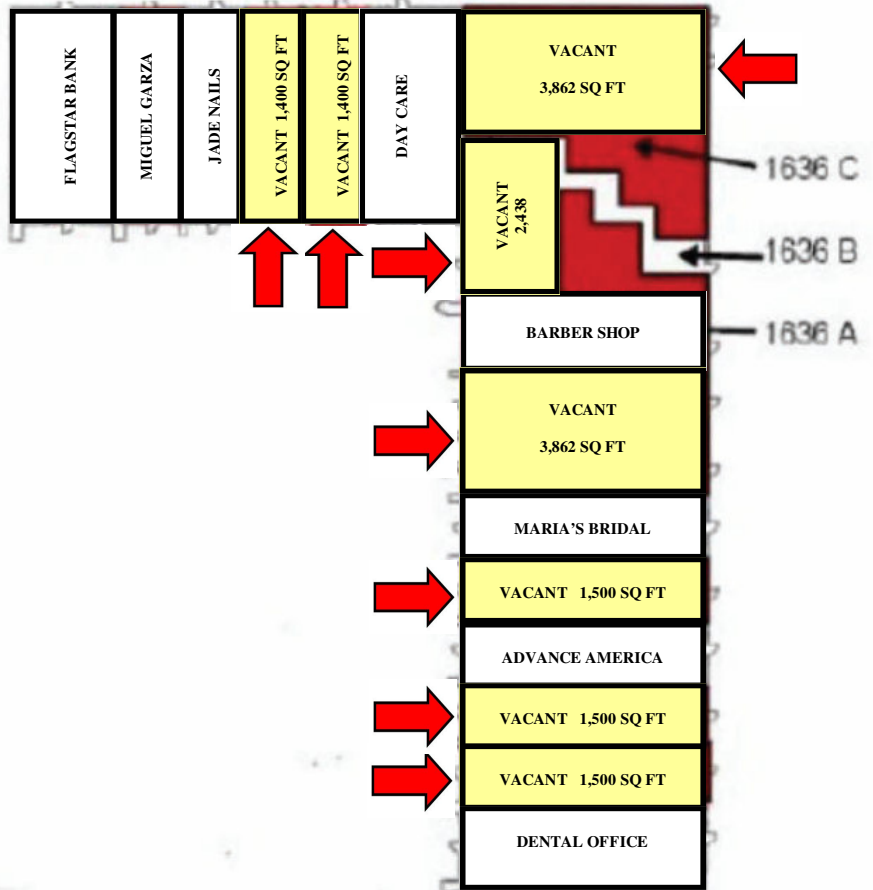 FLAGSTAR BANK
MIGUEL GARZA
JADE NAILS
VACANT 1,400 SQ FT
VACANT 1,400 SQ FT
DAY CARE
VACANT
3,862 SQ FT
VACANT
2,438
1636 C
1636 B
BARBER SHOP
1636 A
VACANT
3,862 SQ FT
MARIA'S BRIDAL
VACANT 1,500 SQ FT
ADVANCE AMERICA
VACANT 1,500 SQ FT
VACANT 1,500 SQ FT
DENTAL OFFICE